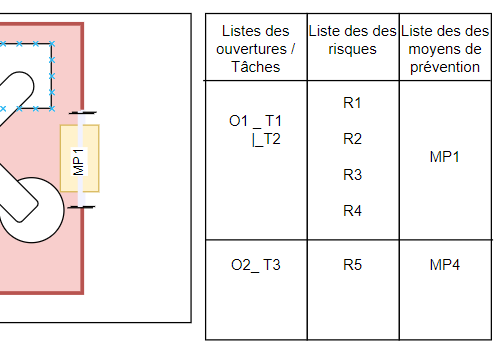 MP1
Listes des
ouvertures /
Tâches
Liste des des
risques
Liste des des
moyens de
prévention
O1 _ T1
|_T2
R1
R2
R3
R4
MP1
O2_ T3
R5
MP4